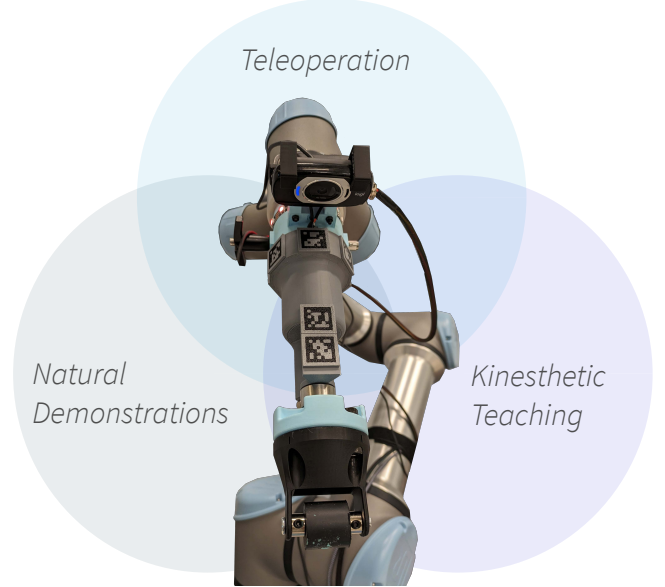 Teleoperation
Natural
Demonstrations
Kinesthetic
Teaching